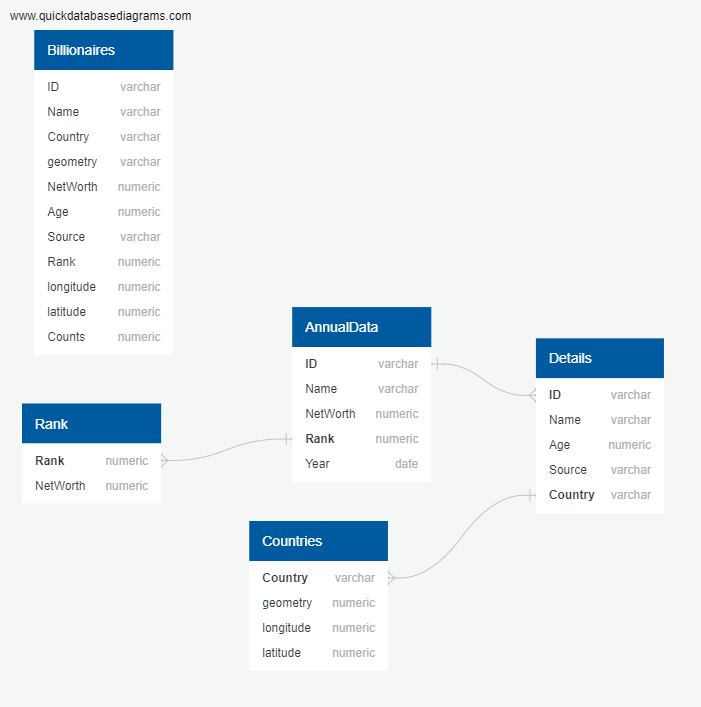 www.quickdatabasediagrams.com
Billionaires
ID varchar
Name varchar
Country varchar
geometry varchar
NetWorth numeric
Age numeric
Source varchar
Rank numeric
longitude numeric
latitude numeric
Counts numeric
Rank
Rank numeric
NetWorth numeric
AnnualData
ID varchar
Name varchar
NetWorth numeric
Rank numeric
Year date
Countries
Country varchar
geometry numeric
longitude numeric
latitude numeric
Details
ID varchar
Name varchar
Age numeric
Source varchar
Country varchar